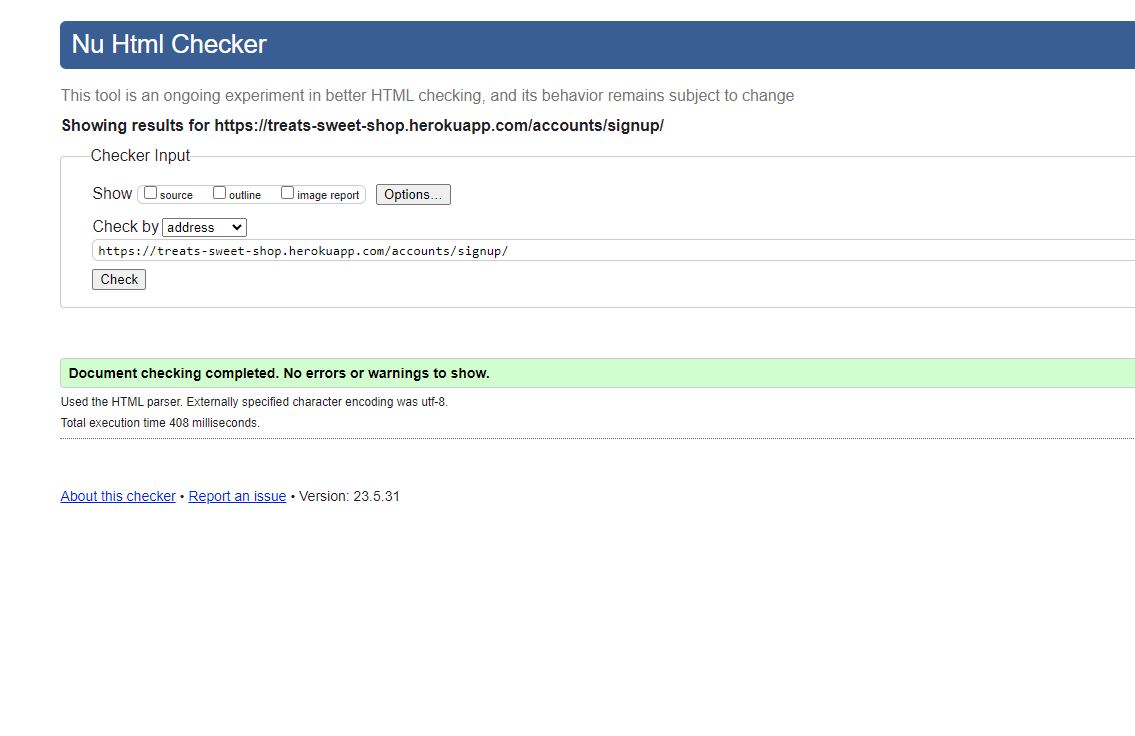 Nu Html Checker
This tool is an ongoing experiment in better HTML checking, and its behavior remains subject to change
Showing results for https://treats-sweet-shop.herokuapp.com/accounts/signup/
Checker Input
Show source outline image report Options...
Check by address
https://treats-sweet-shop.herokuapp.com/accounts/signup/
Check
Document checking completed. No errors or warnings to show.
Used the HTML parser. Externally specified character encoding was utf-8.
Total execution time 408 milliseconds.
About this checker • Report an issue • Version: 23.5.31